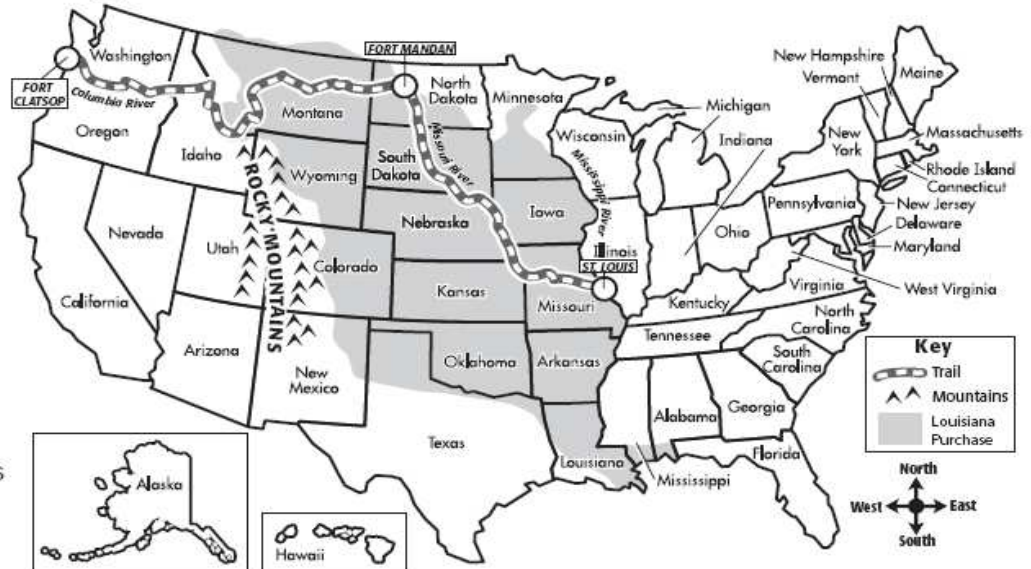 Washington
FORT MANDAN
New Hampshire
Vermont
Maine
FORT
CLATSOP
Columbia River
Montana
North
Dakota
Minnesota
Michigan
Oregon
Idaho
Wisconsin
Indiana
New
York
Massachusetts
Missouri River
Mississippi River
South
Dakota
Wyoming
Rhode Island
Connecticut
ROCKY MOUNTAINS
Nebraska
Iowa
Pennsylvania
New Jersey
Delaware
Maryland
Nevada
Utah
Colorado
Illinois
Ohio
ST. LOUIS
California
Kansas
Missouri
Kentucky
Virginia
West Virginia
Tennessee
North
Carolina
Arizona
New
Mexico
Oklahoma
Arkansas
South
Carolina
Key
Trail
Mountains
Louisiana
Purchase
Texas
Alabama
Georgia
Louisiana
Mississippi
Florida
North
West
East
South
Alaska
Hawaii